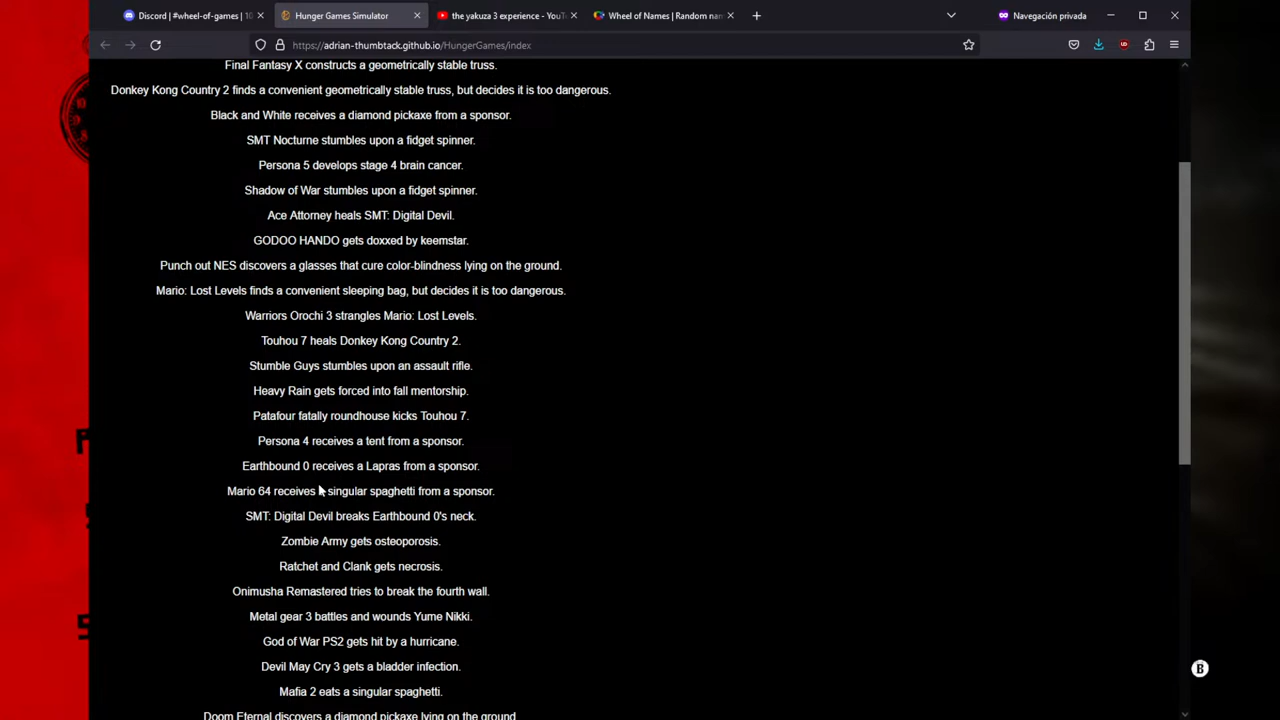 Discord | #wheel-of-games | 10
Hunger Games Simulator
the yakuza 3 experience - YouT
Wheel of Names | Random nam
Navegación privada
https://adrian-thumbtack.github.io/HungerGames/index
Final Fantasy X constructs a geometrically stable truss.
Donkey Kong Country 2 finds a convenient geometrically stable truss, but decides it is too dangerous.
Black and White receives a diamond pickaxe from a sponsor.
SMT Nocturne stumbles upon a fidget spinner.
Persona 5 develops stage 4 brain cancer.
Shadow of War stumbles upon a fidget spinner.
Ace Attorney heals SMT: Digital Devil.
GODOO HANDO gets doxxed by keemstar.
Punch out NES discovers a glasses that cure color-blindness lying on the ground.
Mario: Lost Levels finds a convenient sleeping bag, but decides it is too dangerous.
Warriors Orochi 3 strangles Mario: Lost Levels.
Touhou 7 heals Donkey Kong Country 2.
Stumble Guys stumbles upon an assault rifle.
Heavy Rain gets forced into fall mentorship.
Patafour fatally roundhouse kicks Touhou 7.
Persona 4 receives a tent from a sponsor.
Earthbound 0 receives a Lapras from a sponsor.
Mario 64 receives singular spaghetti from a sponsor.
SMT: Digital Devil breaks Earthbound 0's neck.
Zombie Army gets osteoporosis.
Ratchet and Clank gets necrosis.
Onimusha Remastered tries to break the fourth wall.
Metal gear 3 battles and wounds Yume Nikki.
God of War PS2 gets hit by a hurricane.
Devil May Cry 3 gets a bladder infection.
Mafia 2 eats a singular spaghetti.
Doom Eternal discovers a diamond pickaxe lying on the ground
B